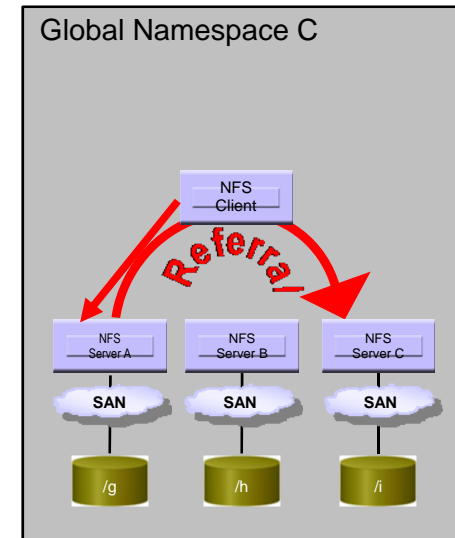 Global Namespace C
NFS
Client
Referral
NFS
Server A
NFS
Server B
NFS
Server C
SAN
SAN
SAN
/g
/h
/i